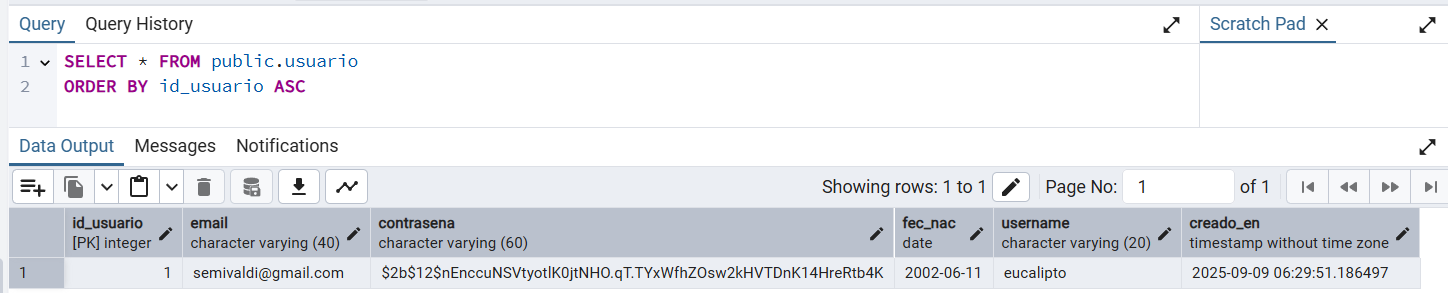 Query Query History Scratch Pad
1 SELECT * FROM public.usuario
2 ORDER BY id_usuario ASC
Data Output Messages Notifications
Showing rows: 1 to 1 Page No: 1 of 1
id_usuario email contrasena fec_nac username creado_en
[PK] integer character varying (40) character varying (60) date character varying (20) timestamp without time zone
1 1 semivaldi@gmail.com $2b$12$nEnccuNSVtyotlK0jtNHO.qT.TYxWfhZOsw2kHVTDnK14HreRtb4K 2002-06-11 eucalipto 2025-09-09 06:29:51.186497